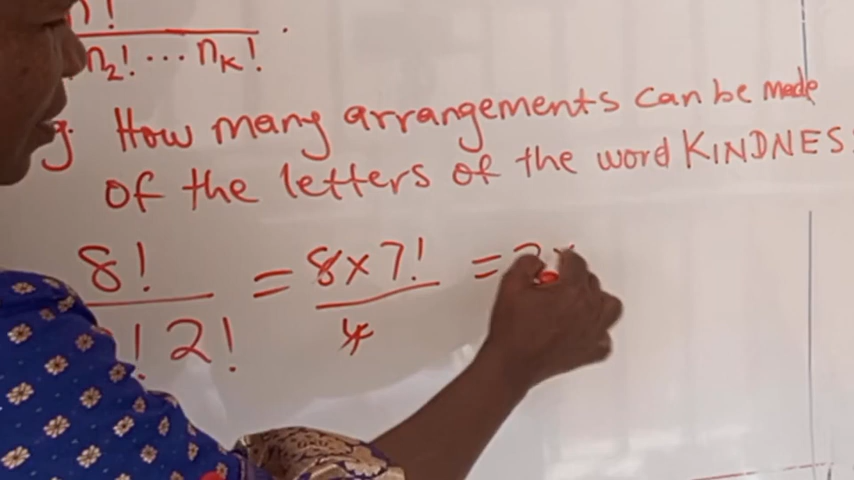 n!
n₂! ... nₖ! .
g. How many arrangements can be made
of the letters of the word KINDNES
8! = 8×7! =
!2! 4